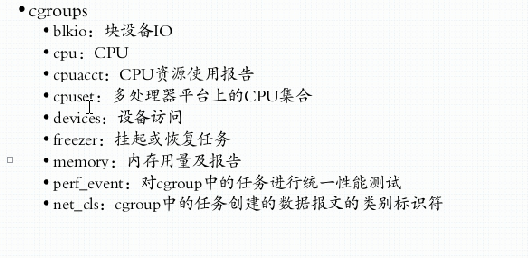 • cgroups
• blkio：块设备IO
• cpu：CPU
• cpuacct：CPU资源使用报告
• cpuset：多处理器平台上的CPU集合
• devices：设备访问
• freezer：挂起或恢复任务
• memory：内存用量及报告
• perf_event：对cgroup中的任务进行统一性能测试
• net_cls：cgroup中的任务创建的数据报文的类别标识符